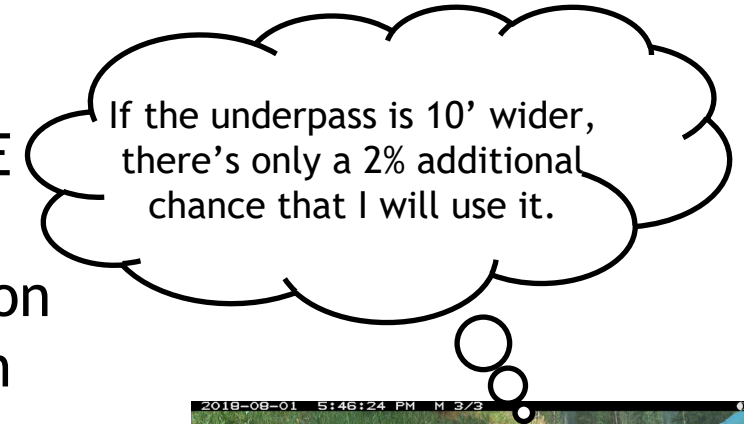 If the underpass is 10’ wider,
there’s only a 2% additional
chance that I will use it.
E
on
n
2018-08-01 5:46:24 PM M 3/3